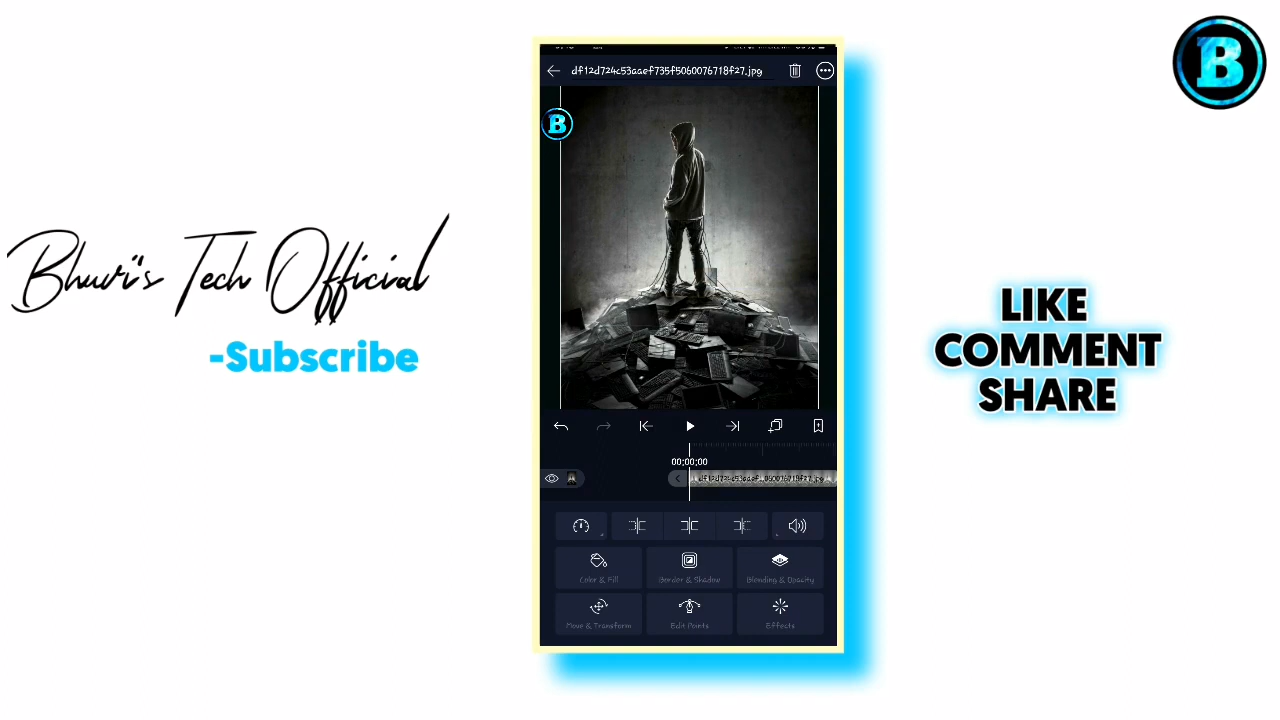 B
df12d724c53aaef735f5060076718f27.jpg
B
Bhuvi's Tech Official
-Subscribe
LIKE
COMMENT
SHARE
00:00:00
Color & Fill
Border & Shadow
Blending & Opacity
Move & Transform
Edit Points
Effects